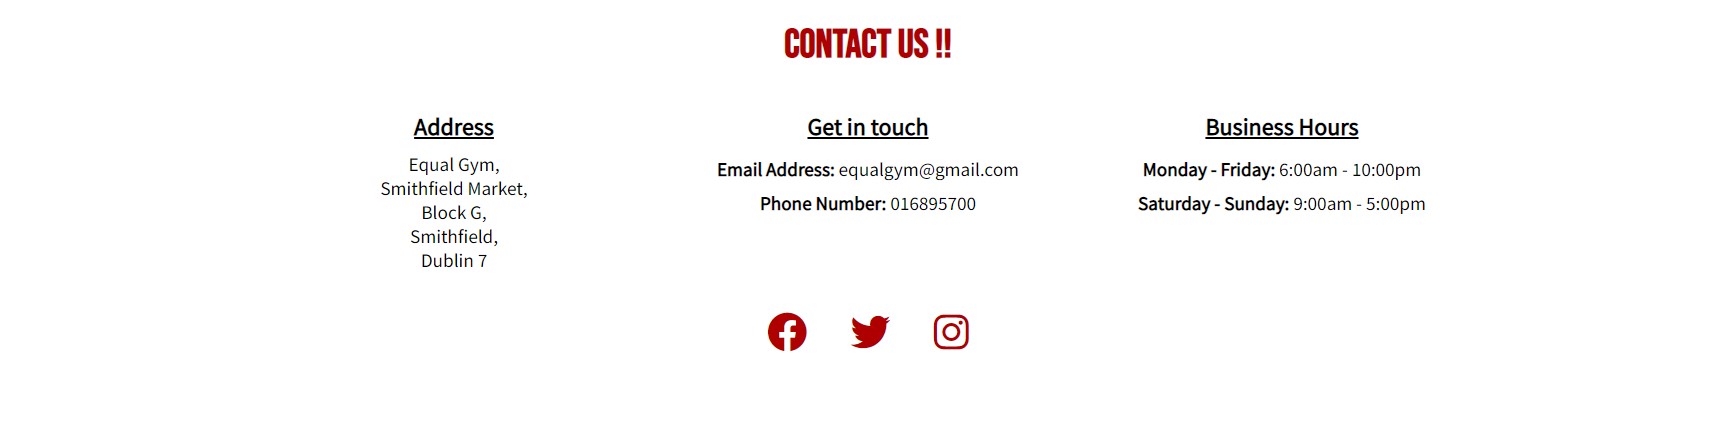 CONTACT US !!
Address
Equal Gym,
Smithfield Market,
Block G,
Smithfield,
Dublin 7
Get in touch
Email Address: equalgym@gmail.com
Phone Number: 016895700
Business Hours
Monday - Friday: 6:00am - 10:00pm
Saturday - Sunday: 9:00am - 5:00pm